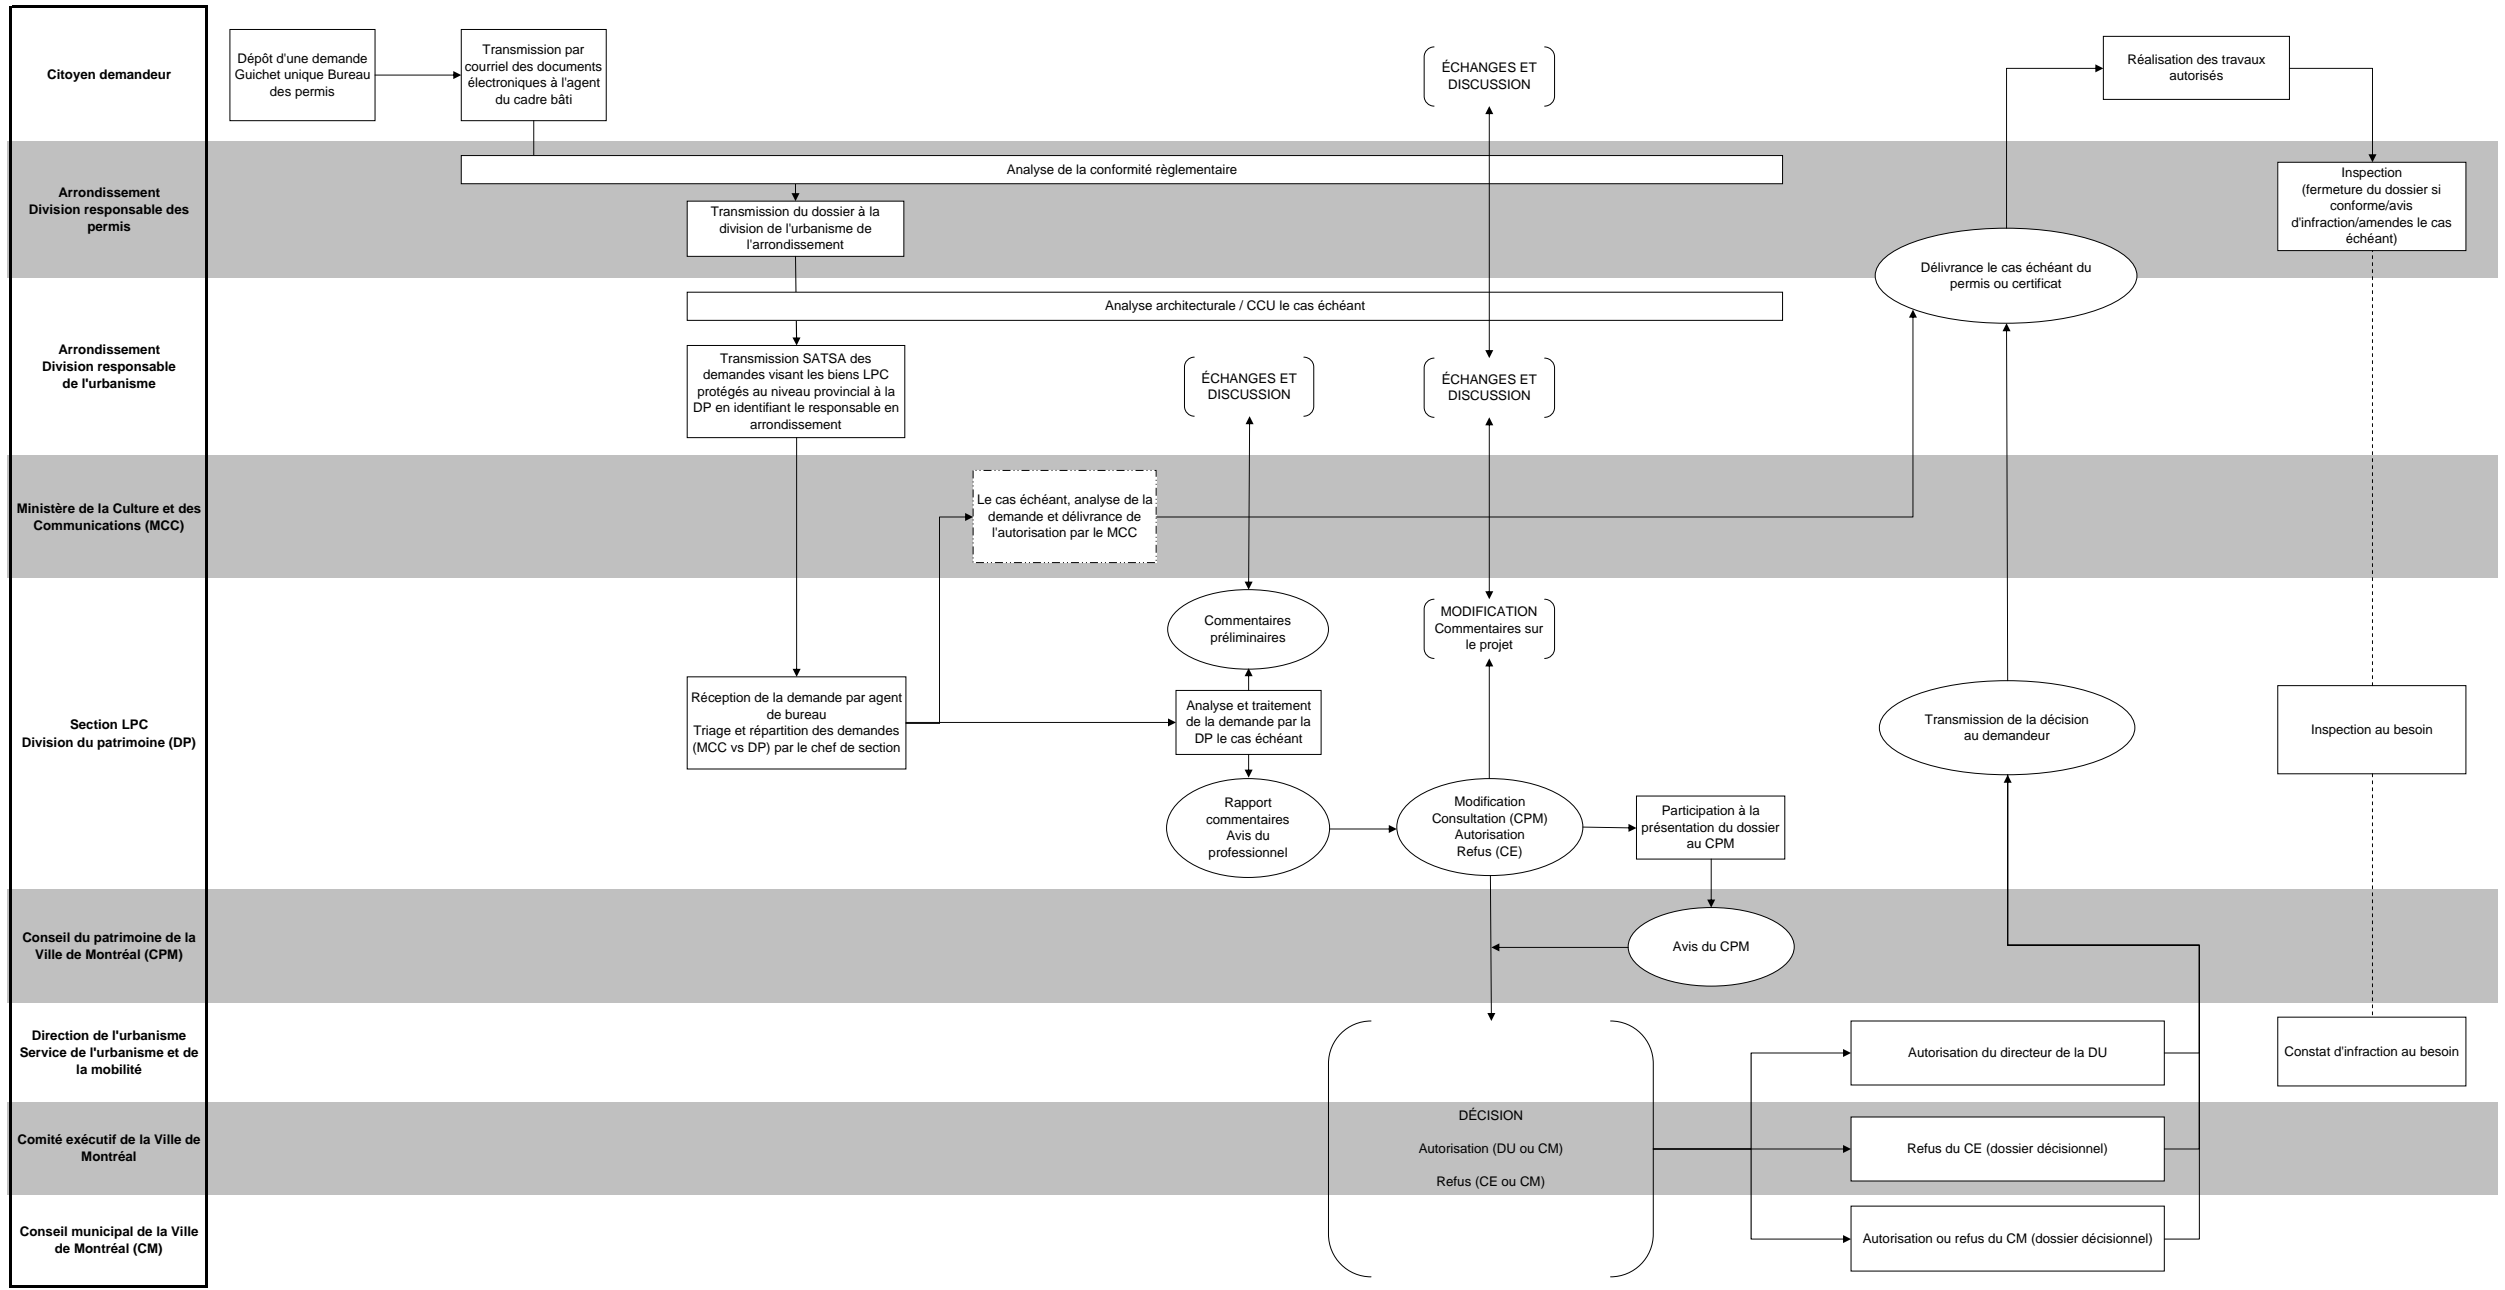 Citoyen demandeur
Dépôt d'une demande
Guichet unique Bureau
des permis
Transmission par
courriel des documents
électroniques à l'agent
du cadre bâti
ÉCHANGES ET
DISCUSSION
Réalisation des travaux
autorisés
Arrondissement
Division responsable des
permis
Analyse de la conformité règlementaire
Transmission du dossier à la
division de l'urbanisme de
l'arrondissement
Inspection
(fermeture du dossier si
conforme/avis
d'infraction/amendes le cas
échéant)
Délivrance le cas échéant du
permis ou certificat
Arrondissement
Division responsable
de l'urbanisme
Analyse architecturale / CCU le cas échéant
Transmission SATSA des
demandes visant les biens LPC
protégés au niveau provincial à la
DP en identifiant le responsable en
arrondissement
ÉCHANGES ET
DISCUSSION
ÉCHANGES ET
DISCUSSION
Ministère de la Culture et des
Communications (MCC)
Le cas échéant, analyse de la
demande et délivrance de
l'autorisation par le MCC
Section LPC
Division du patrimoine (DP)
Réception de la demande par agent
de bureau
Triage et répartition des demandes
(MCC vs DP) par le chef de section
Commentaires
préliminaires
Analyse et traitement
de la demande par la
DP le cas échéant
Rapport
commentaires
Avis du
professionnel
MODIFICATION
Commentaires sur
le projet
Modification
Consultation (CPM)
Autorisation
Refus (CE)
Participation à la
présentation du dossier
au CPM
Transmission de la décision
au demandeur
Inspection au besoin
Conseil du patrimoine de la
Ville de Montréal (CPM)
Avis du CPM
Direction de l'urbanisme
Service de l'urbanisme et de
la mobilité
Autorisation du directeur de la DU
Constat d'infraction au besoin
Comité exécutif de la Ville de
Montréal
DÉCISION
Autorisation (DU ou CM)
Refus (CE ou CM)
Refus du CE (dossier décisionnel)
Conseil municipal de la Ville
de Montréal (CM)
Autorisation ou refus du CM (dossier décisionnel)